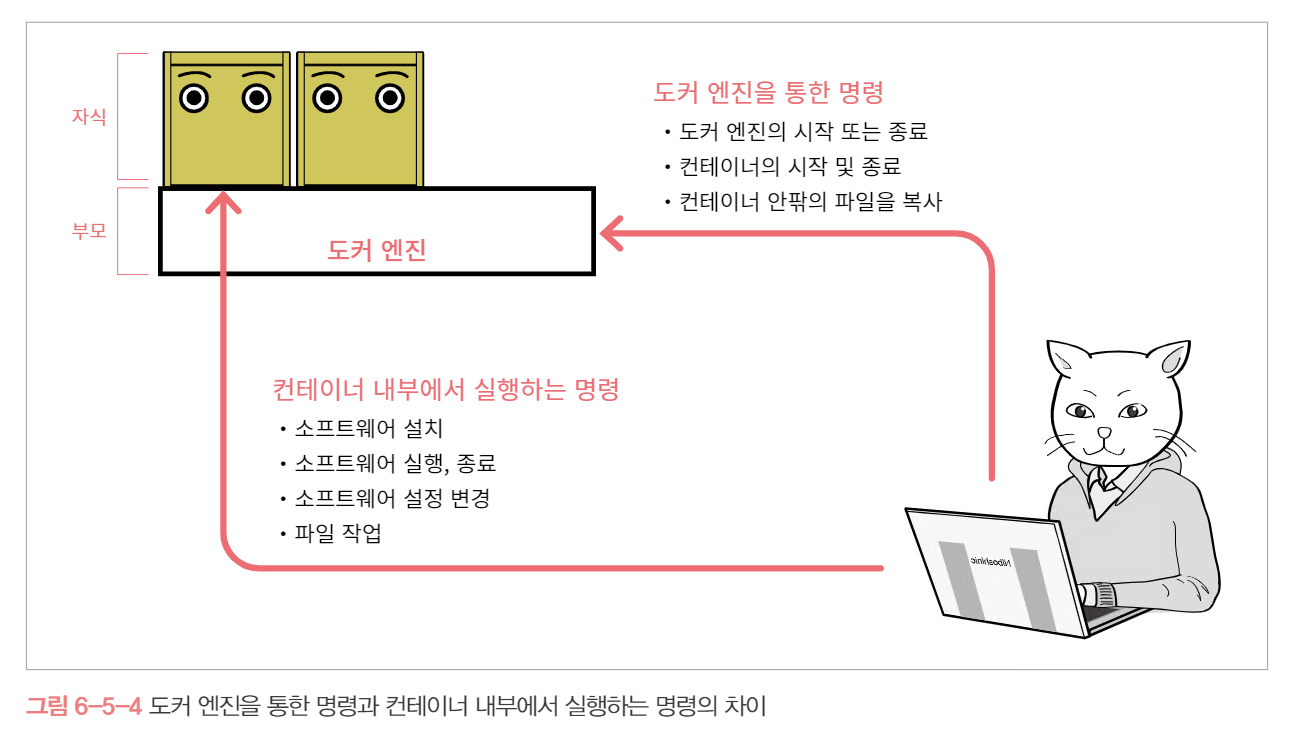 자식
부모
도커 엔진
도커 엔진을 통한 명령
• 도커 엔진의 시작 또는 종료
• 컨테이너의 시작 및 종료
• 컨테이너 안팎의 파일을 복사
컨테이너 내부에서 실행하는 명령
• 소프트웨어 설치
• 소프트웨어 실행, 종료
• 소프트웨어 설정 변경
• 파일 작업
그림 6-5-4 도커 엔진을 통한 명령과 컨테이너 내부에서 실행하는 명령의 차이